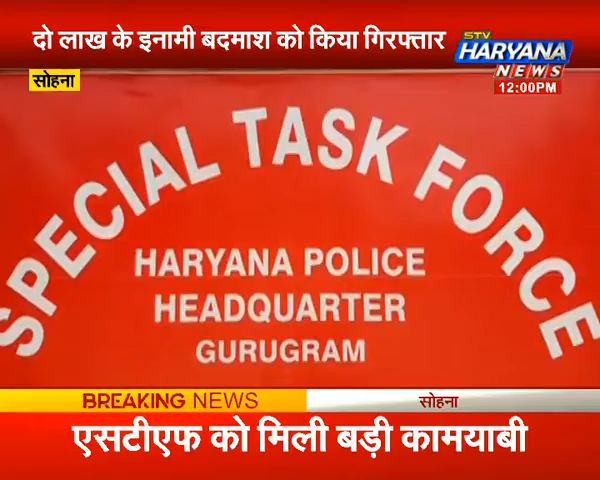 दो लाख के इनामी बदमाश को किया गिरफ्तार
STV
HARYANA
NEWS
12:00PM
सोहना
SPECIAL TASK FORCE
HARYANA POLICE
HEADQUARTER
GURUGRAM
BREAKING NEWS
सोहना
एसटीएफ को मिली बड़ी कामयाबी